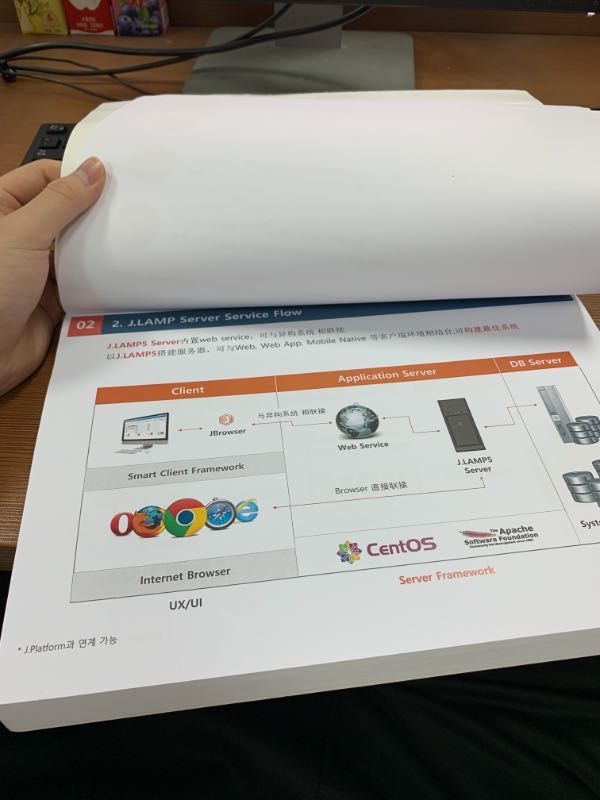 02 2. J.LAMP Server Service Flow
J.LAMP5 Server内置web service，可与异构系统 相联接
以J.LAMP5搭建服务器，可与Web, Web App, Mobile Native 等客户端环境相结合,可构建最佳系统
Client
Application Server
DB Server
JBrowser
与异构系统 相联接
Web Service
J.LAMP5
Server
Smart Client Framework
Browser 直接联接
CentOS
The Apache
Software Foundation
Internet Browser
Syst
UX/UI
Server Framework
* J.Platform과 연계 가능